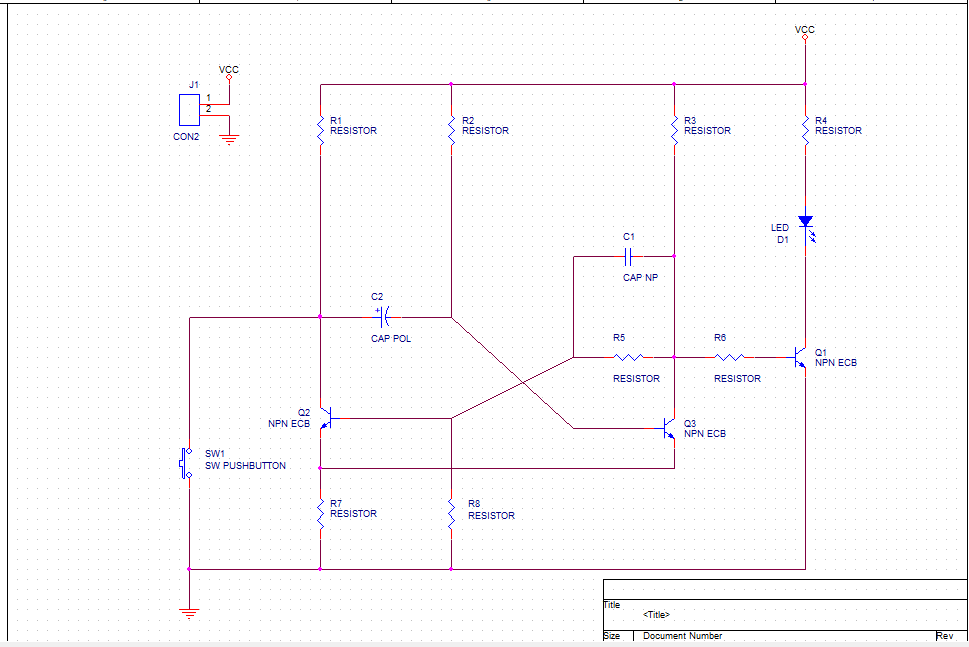 VCC
VCC
J1
1
2
CON2
R1
RESISTOR
R2
RESISTOR
R3
RESISTOR
R4
RESISTOR
LED
D1
C1
CAP NP
C2
+
CAP POL
R5
RESISTOR
R6
RESISTOR
Q1
NPN ECB
Q2
NPN ECB
Q3
NPN ECB
SW1
SW PUSHBUTTON
R7
RESISTOR
R8
RESISTOR
Title
<Title>
Size
Document Number
Rev